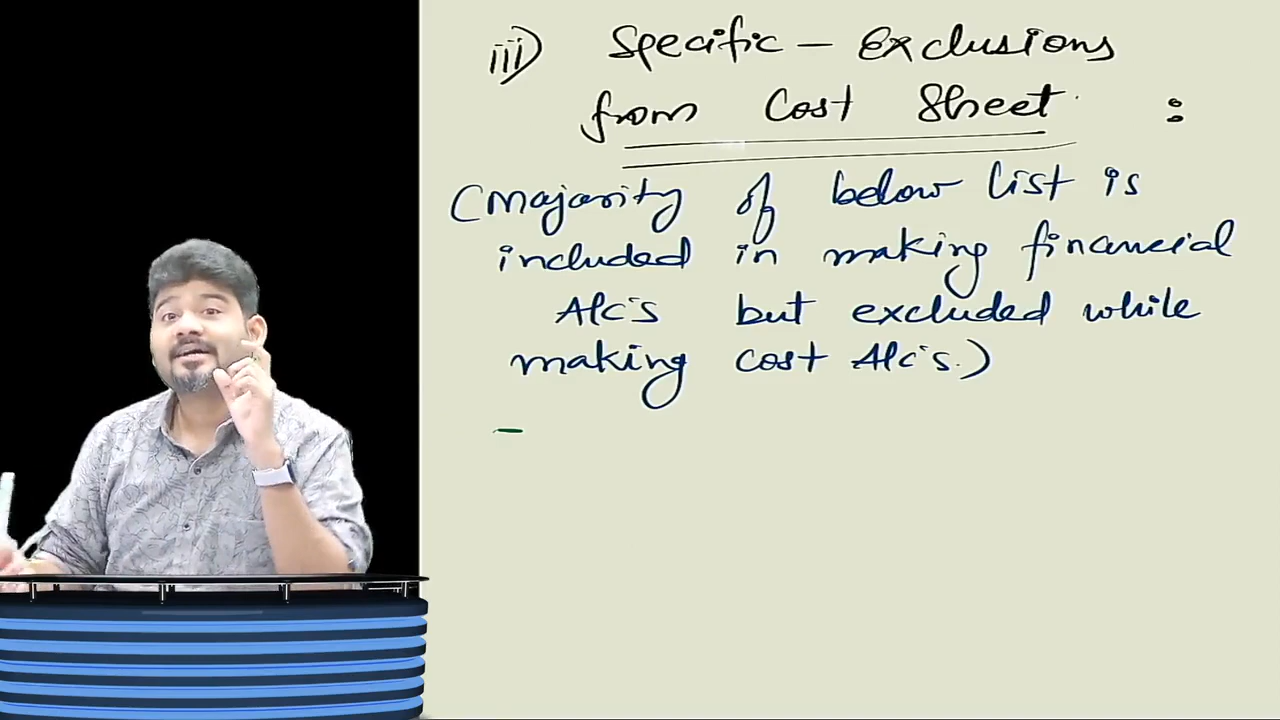 iii) Specific - Exclusions
from Cost Sheet :
(Majority of below list is
included in making financial
A/c's but excluded while
making cost A/c's.)
-